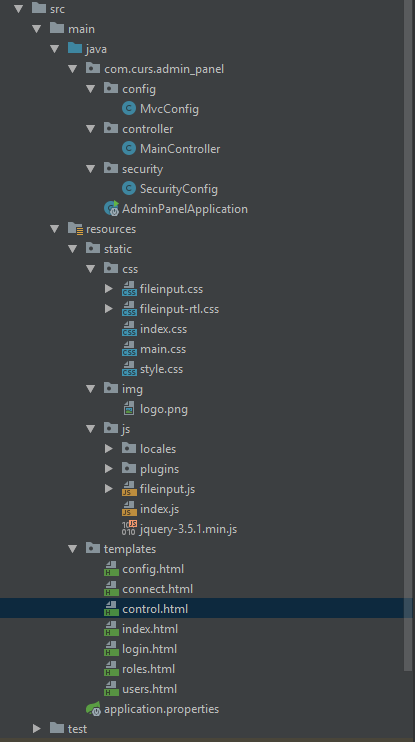 src
main
java
com.curs.admin_panel
config
MvcConfig
controller
MainController
security
SecurityConfig
AdminPanelApplication
resources
static
css
fileinput.css
fileinput-rtl.css
index.css
main.css
style.css
img
logo.png
js
locales
plugins
fileinput.js
index.js
jquery-3.5.1.min.js
templates
config.html
connect.html
control.html
index.html
login.html
roles.html
users.html
application.properties
test